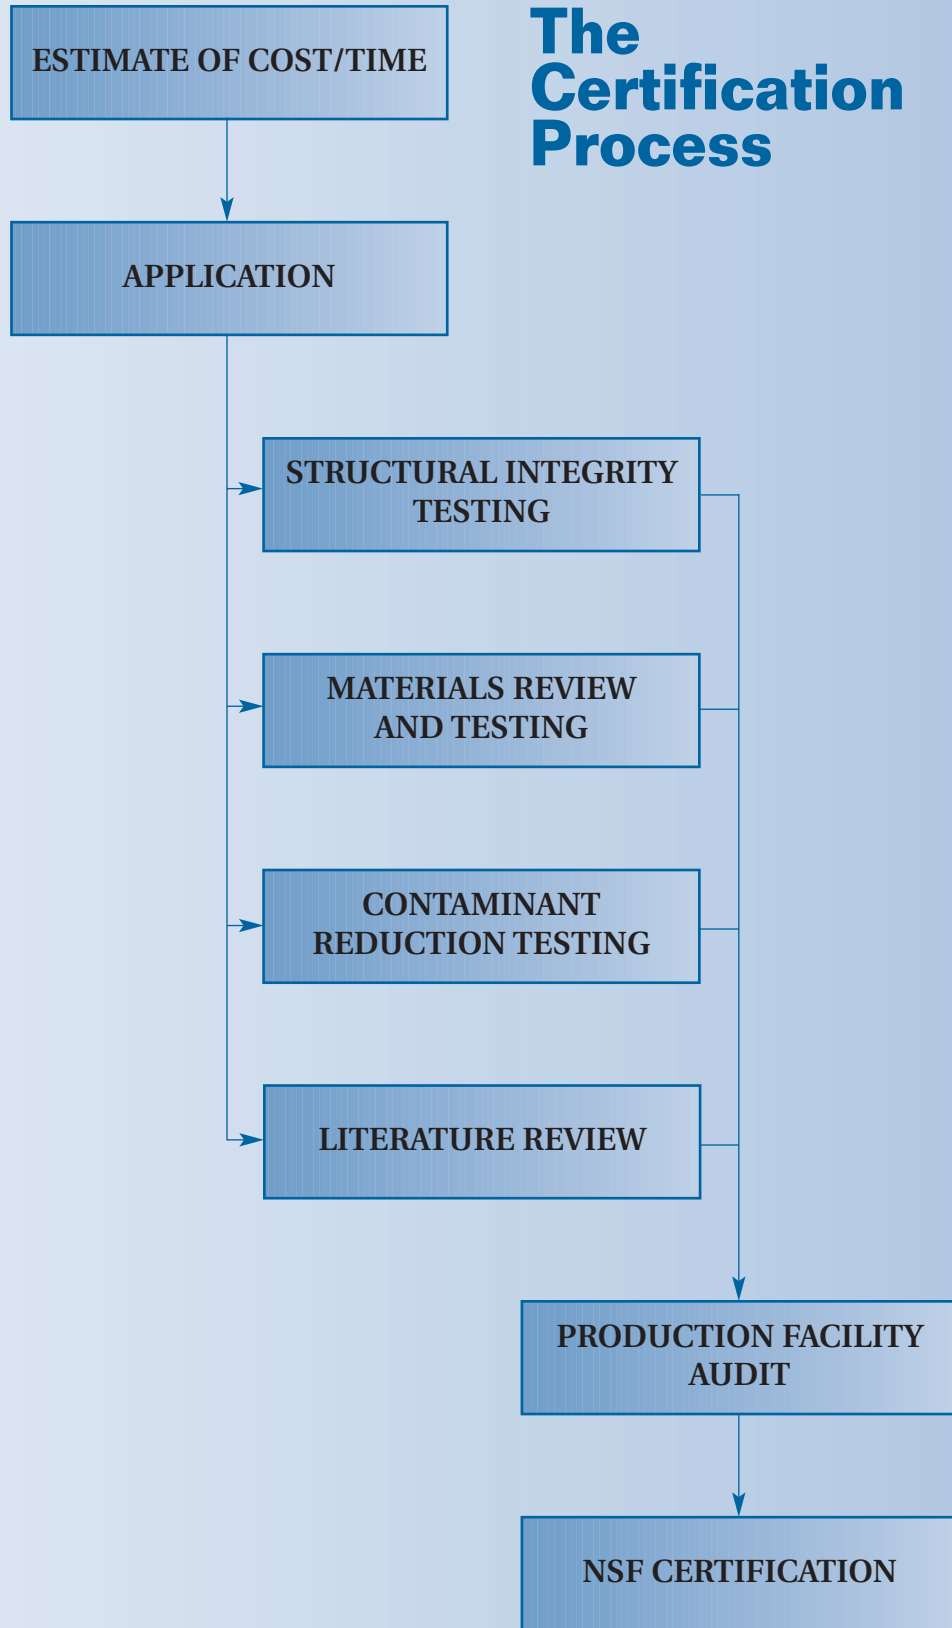 The
Certification
Process
ESTIMATE OF COST/TIME
APPLICATION
STRUCTURAL INTEGRITY
TESTING
MATERIALS REVIEW
AND TESTING
CONTAMINANT
REDUCTION TESTING
LITERATURE REVIEW
PRODUCTION FACILITY
AUDIT
NSF CERTIFICATION